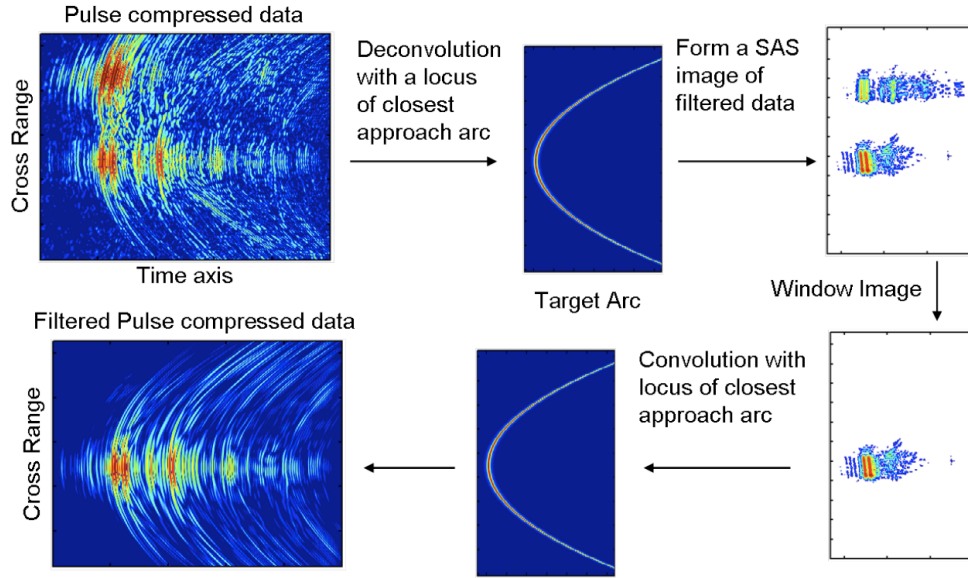 Pulse compressed data
Cross Range
Time axis
Deconvolution
with a locus
of closest
approach arc
Target Arc
Form a SAS
image of
filtered data
Window Image
Filtered Pulse compressed data
Cross Range
Convolution with
locus of closest
approach arc